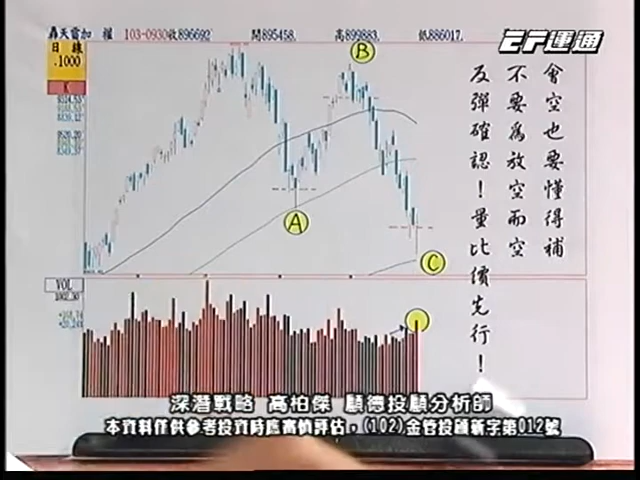 轟天雷加 權 103-0930收896692 開895458. 高899883. 低886017.
EF運通
日線
.1000
K
B
A
C
會空也要懂得補
不要為放空而空
反彈確認！量比價先行！
VOL
深潛戰略 高柏傑 顧德投顧分析師
本資料僅供參考投資時應審慎評估，(102)金管投顧新字第012號